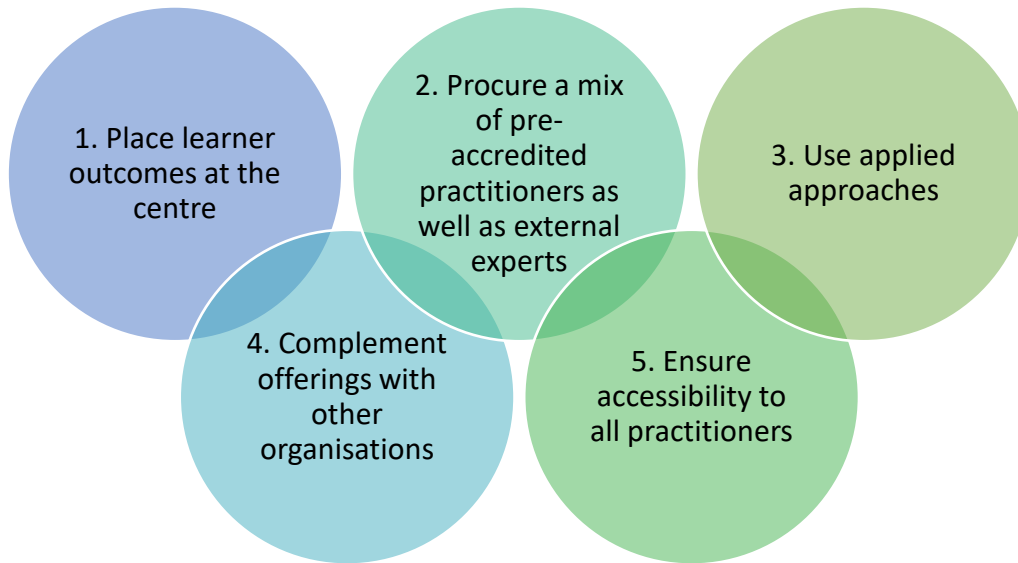 1. Place learner
outcomes at the
centre
2. Procure a mix
of pre-
accredited
practitioners as
well as external
experts
3. Use applied
approaches
4. Complement
offerings with
other
organisations
5. Ensure
accessibility to
all practitioners